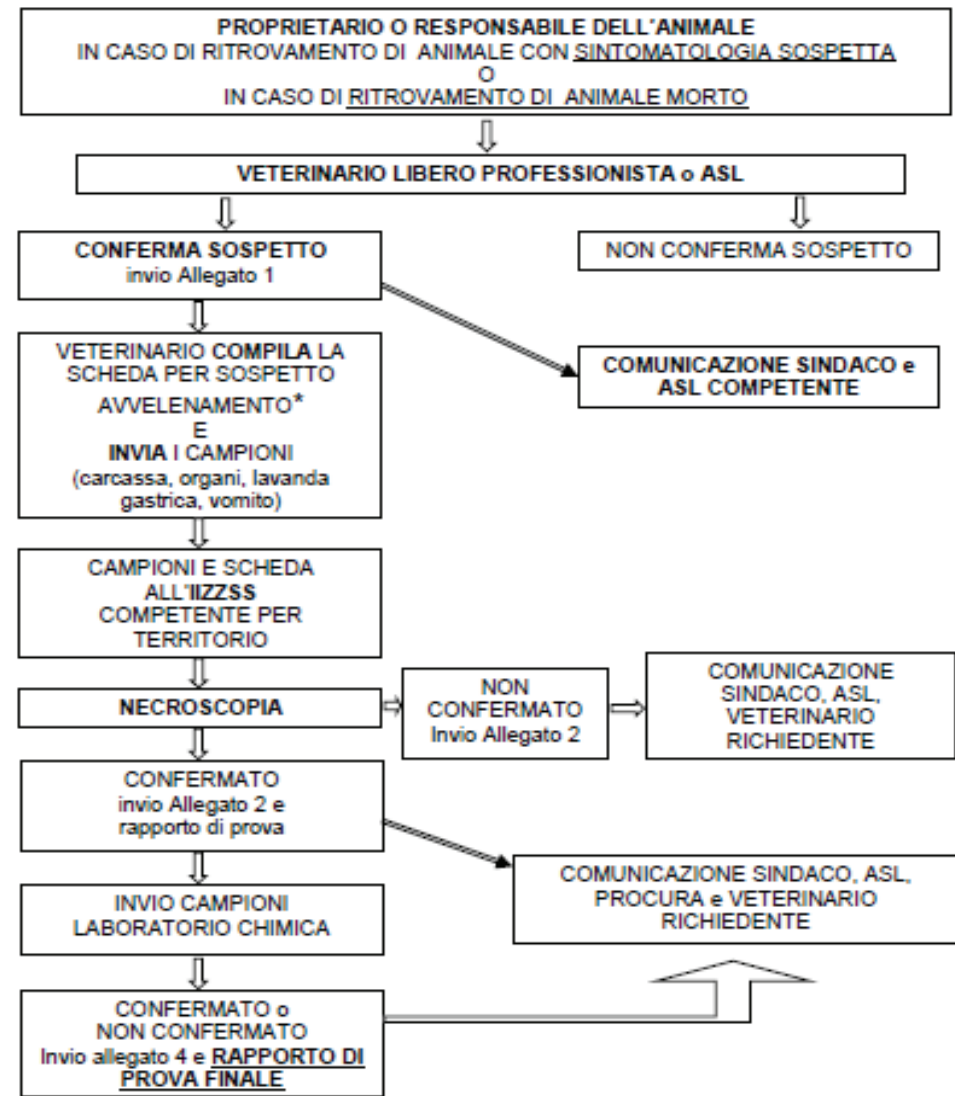 PROPRIETARIO O RESPONSABILE DELL'ANIMALE
IN CASO DI RITROVAMENTO DI ANIMALE CON SINTOMATOLOGIA SOSPETTA
O
IN CASO DI RITROVAMENTO DI ANIMALE MORTO
VETERINARIO LIBERO PROFESSIONISTA o ASL
CONFERMA SOSPETTO
invio Allegato 1
NON CONFERMA SOSPETTO
VETERINARIO COMPILA LA
SCHEDA PER SOSPETTO
AVVELENAMENTO*
E
INVIA I CAMPIONI
(carcassa, organi, lavanda
gastrica, vomito)
COMUNICAZIONE SINDACO e
ASL COMPETENTE
CAMPIONI E SCHEDA
ALL'IIZZSS
COMPETENTE PER
TERRITORIO
NECROSCOPIA
NON
CONFERMATO
Invio Allegato 2
COMUNICAZIONE
SINDACO, ASL,
VETERINARIO
RICHIEDENTE
CONFERMATO
invio Allegato 2 e
rapporto di prova
COMUNICAZIONE SINDACO, ASL,
PROCURA e VETERINARIO
RICHIEDENTE
INVIO CAMPIONI
LABORATORIO CHIMICA
CONFERMATO o
NON CONFERMATO
Invio allegato 4 e RAPPORTO DI
PROVA FINALE